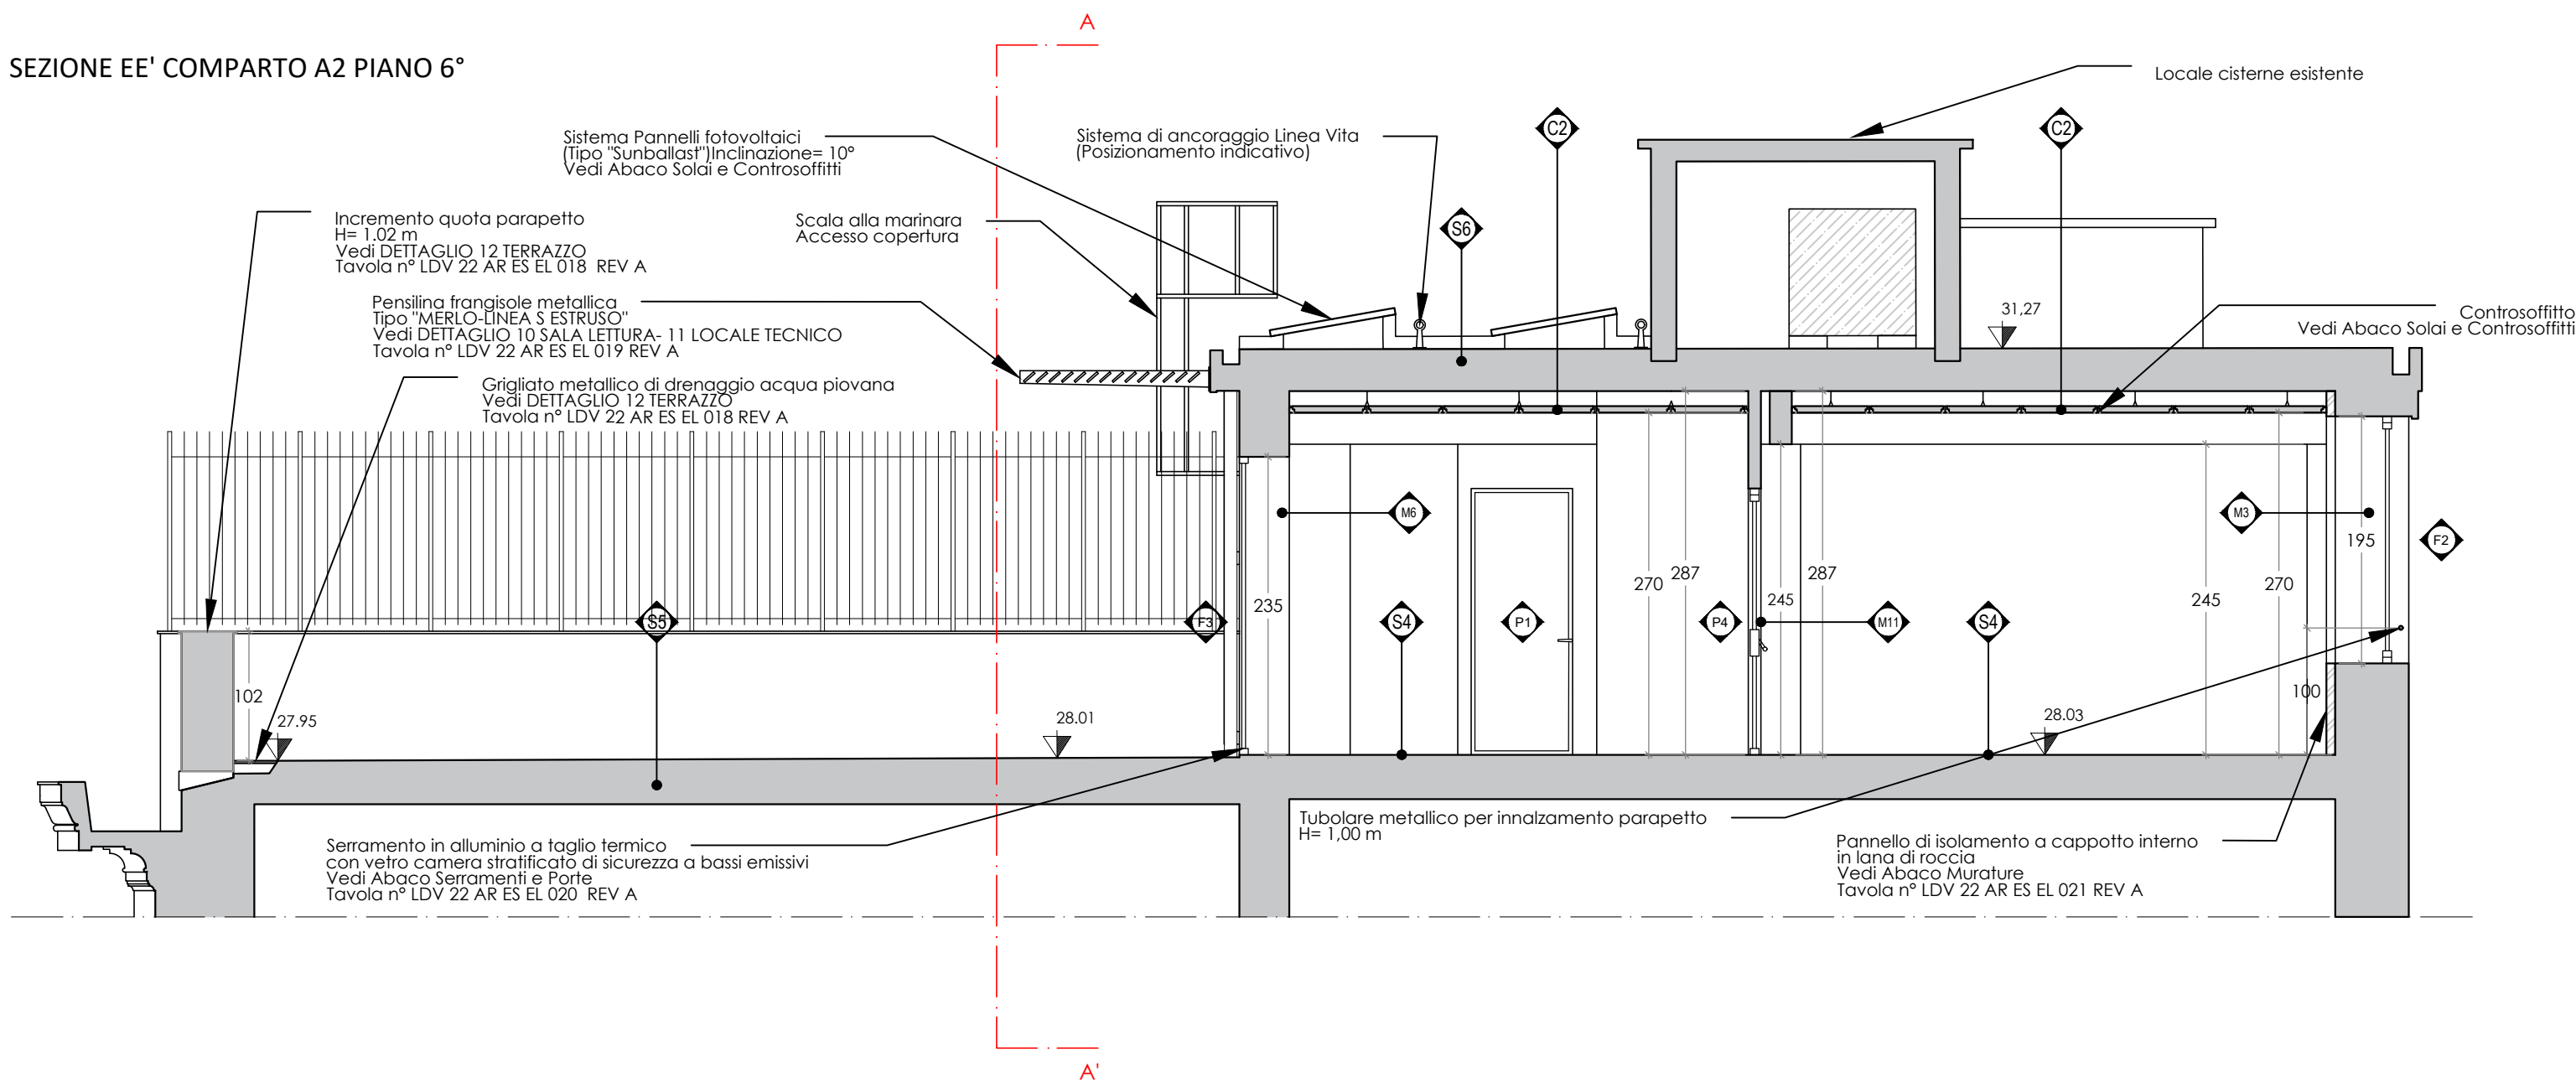 A
SEZIONE EE' COMPARTO A2 PIANO 6°
Locale cisterne esistente
Sistema Pannelli fotovoltaici
(Tipo "Sunballast")Inclinazione= 10°
Vedi Abaco Solai e Controsoffitti
Sistema di ancoraggio Linea Vita
(Posizionamento indicativo)
C2
C2
Incremento quota parapetto
H= 1.02 m
Vedi DETTAGLIO 12 TERRAZZO
Tavola n° LDV 22 AR ES EL 018 REV A
Scala alla marinara
Accesso copertura
S6
Pensilina frangisole metallica
Tipo "MERLO-LINEA S ESTRUSO"
Vedi DETTAGLIO 10 SALA LETTURA- 11 LOCALE TECNICO
Tavola n° LDV 22 AR ES EL 019 REV A
31,27
Controsoffitto
Vedi Abaco Solai e Controsoffitti
Grigliato metallico di drenaggio acqua piovana
Vedi DETTAGLIO 12 TERRAZZO
Tavola n° LDV 22 AR ES EL 018 REV A
M6
M3
195
F2
270
287
287
270
245
245
235
S5
F3
S4
P1
P4
M11
S4
102
100
27.95
28.01
28.03
Tubolare metallico per innalzamento parapetto
H= 1,00 m
Serramento in alluminio a taglio termico
con vetro camera stratificato di sicurezza a bassi emissivi
Vedi Abaco Serramenti e Porte
Tavola n° LDV 22 AR ES EL 020 REV A
Pannello di isolamento a cappotto interno
in lana di roccia
Vedi Abaco Murature
Tavola n° LDV 22 AR ES EL 021 REV A
A'